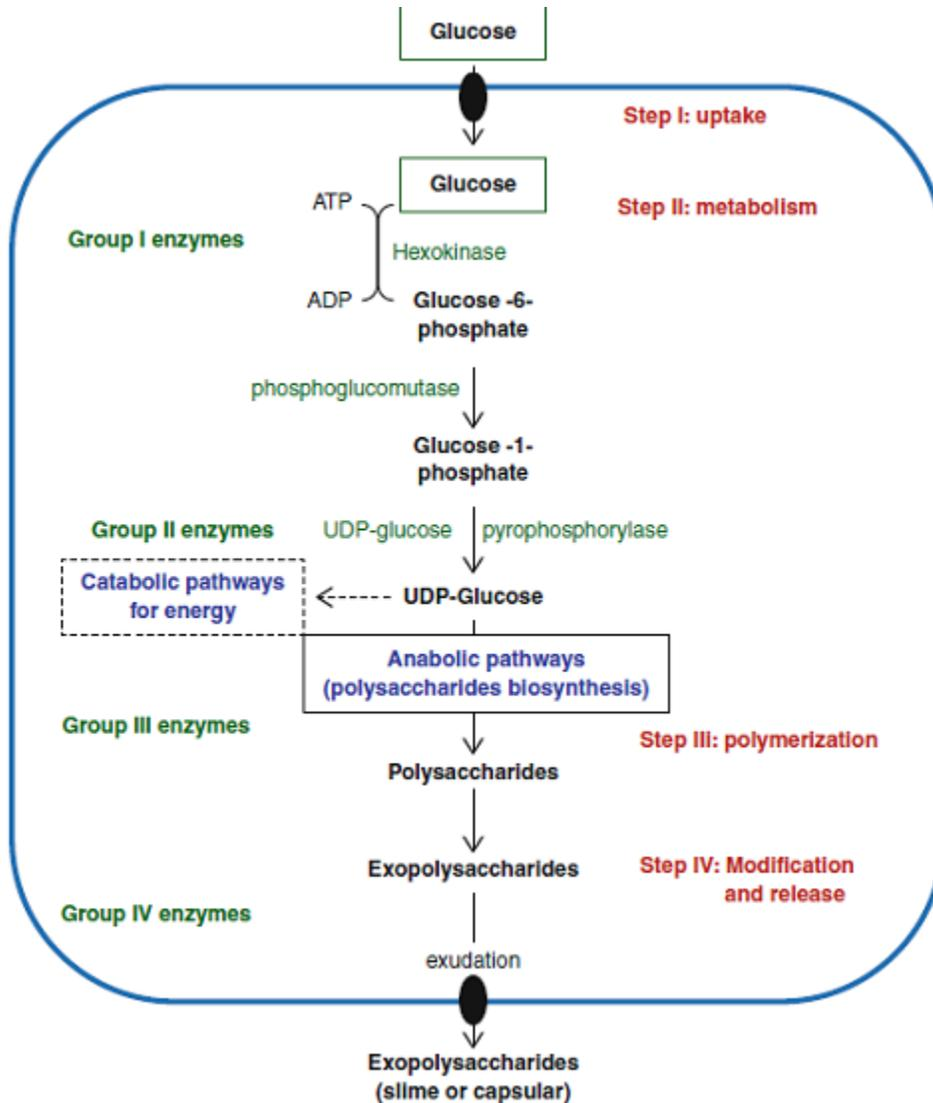 Glucose
Step I: uptake
Glucose
ATP
Step II: metabolism
Group I enzymes
Hexokinase
ADP
Glucose -6-
phosphate
phosphoglucomutase
Glucose -1-
phosphate
Group II enzymes
UDP-glucose pyrophosphorylase
Catabolic pathways
for energy
UDP-Glucose
Anabolic pathways
(polysaccharides biosynthesis)
Group III enzymes
Step III: polymerization
Polysaccharides
Exopolysaccharides
Step IV: Modification
and release
Group IV enzymes
exudation
Exopolysaccharides
(slime or capsular)